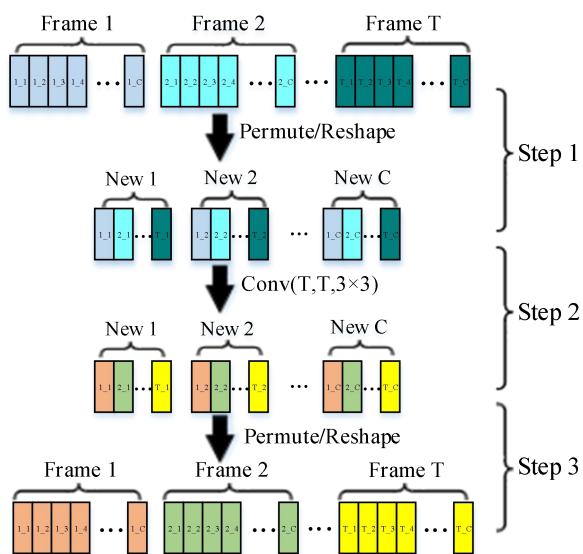 Frame 1 Frame 2 Frame T
1_1 1_2 1_3 1_4 ... 1_C 2_1 2_2 2_3 2_4 ... 2_C ... T_1 T_2 T_3 T_4 ... T_C
Permute/Reshape
Step 1
New 1 New 2 New C
1_1 2_1 ... T_1 1_2 2_2 ... T_2 ... 1_C 2_C ... T_C
Conv(T,T,3×3)
Step 2
New 1 New 2 New C
1_1 2_1 ... T_1 1_2 2_2 ... T_2 ... 1_C 2_C ... T_C
Permute/Reshape
Step 3
Frame 1 Frame 2 Frame T
1_1 1_2 1_3 1_4 ... 1_C 2_1 2_2 2_3 2_4 ... 2_C ... T_1 T_2 T_3 T_4 ... T_C